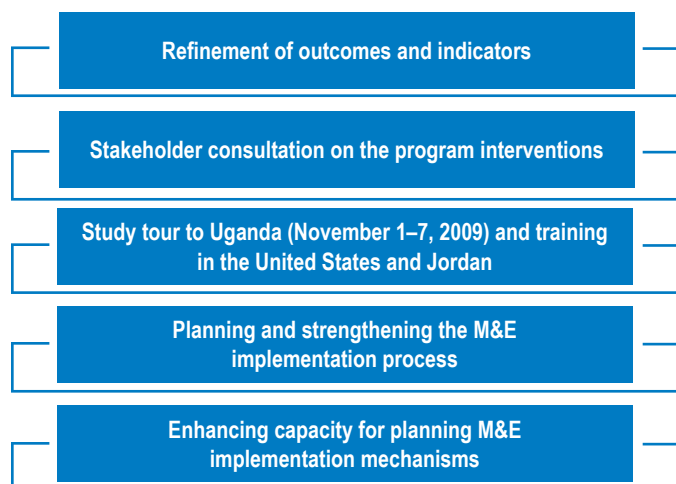 Refinement of outcomes and indicators
Stakeholder consultation on the program interventions
Study tour to Uganda (November 1–7, 2009) and training
in the United States and Jordan
Planning and strengthening the M&E
implementation process
Enhancing capacity for planning M&E
implementation mechanisms